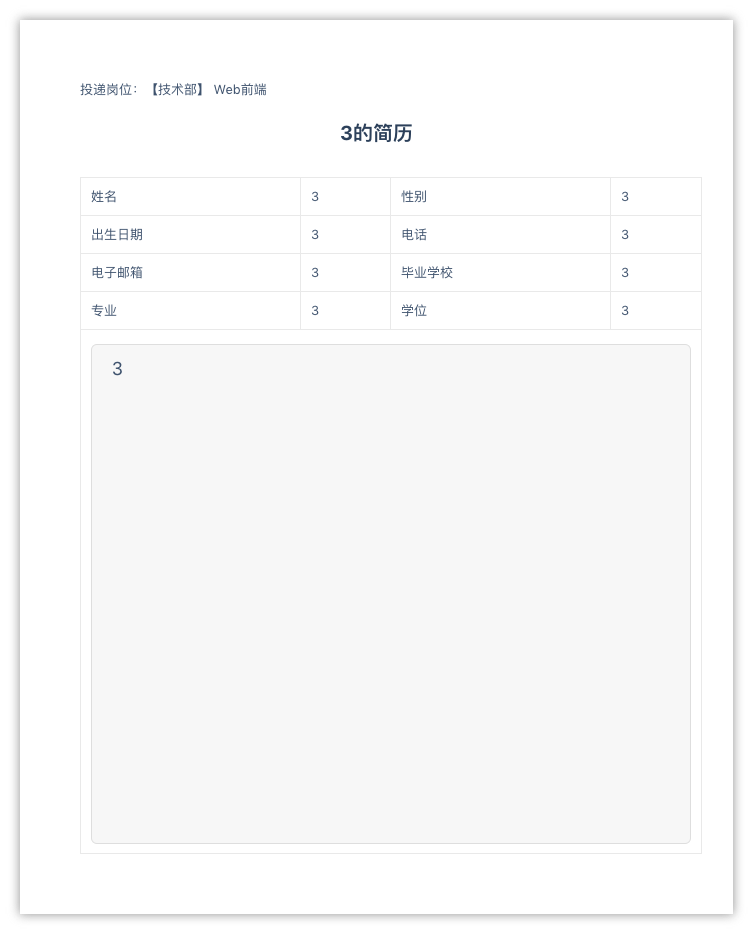 投递岗位：【技术部】 Web前端
3的简历
姓名 3 性别 3
出生日期 3 电话 3
电子邮箱 3 毕业学校 3
专业 3 学位 3
3